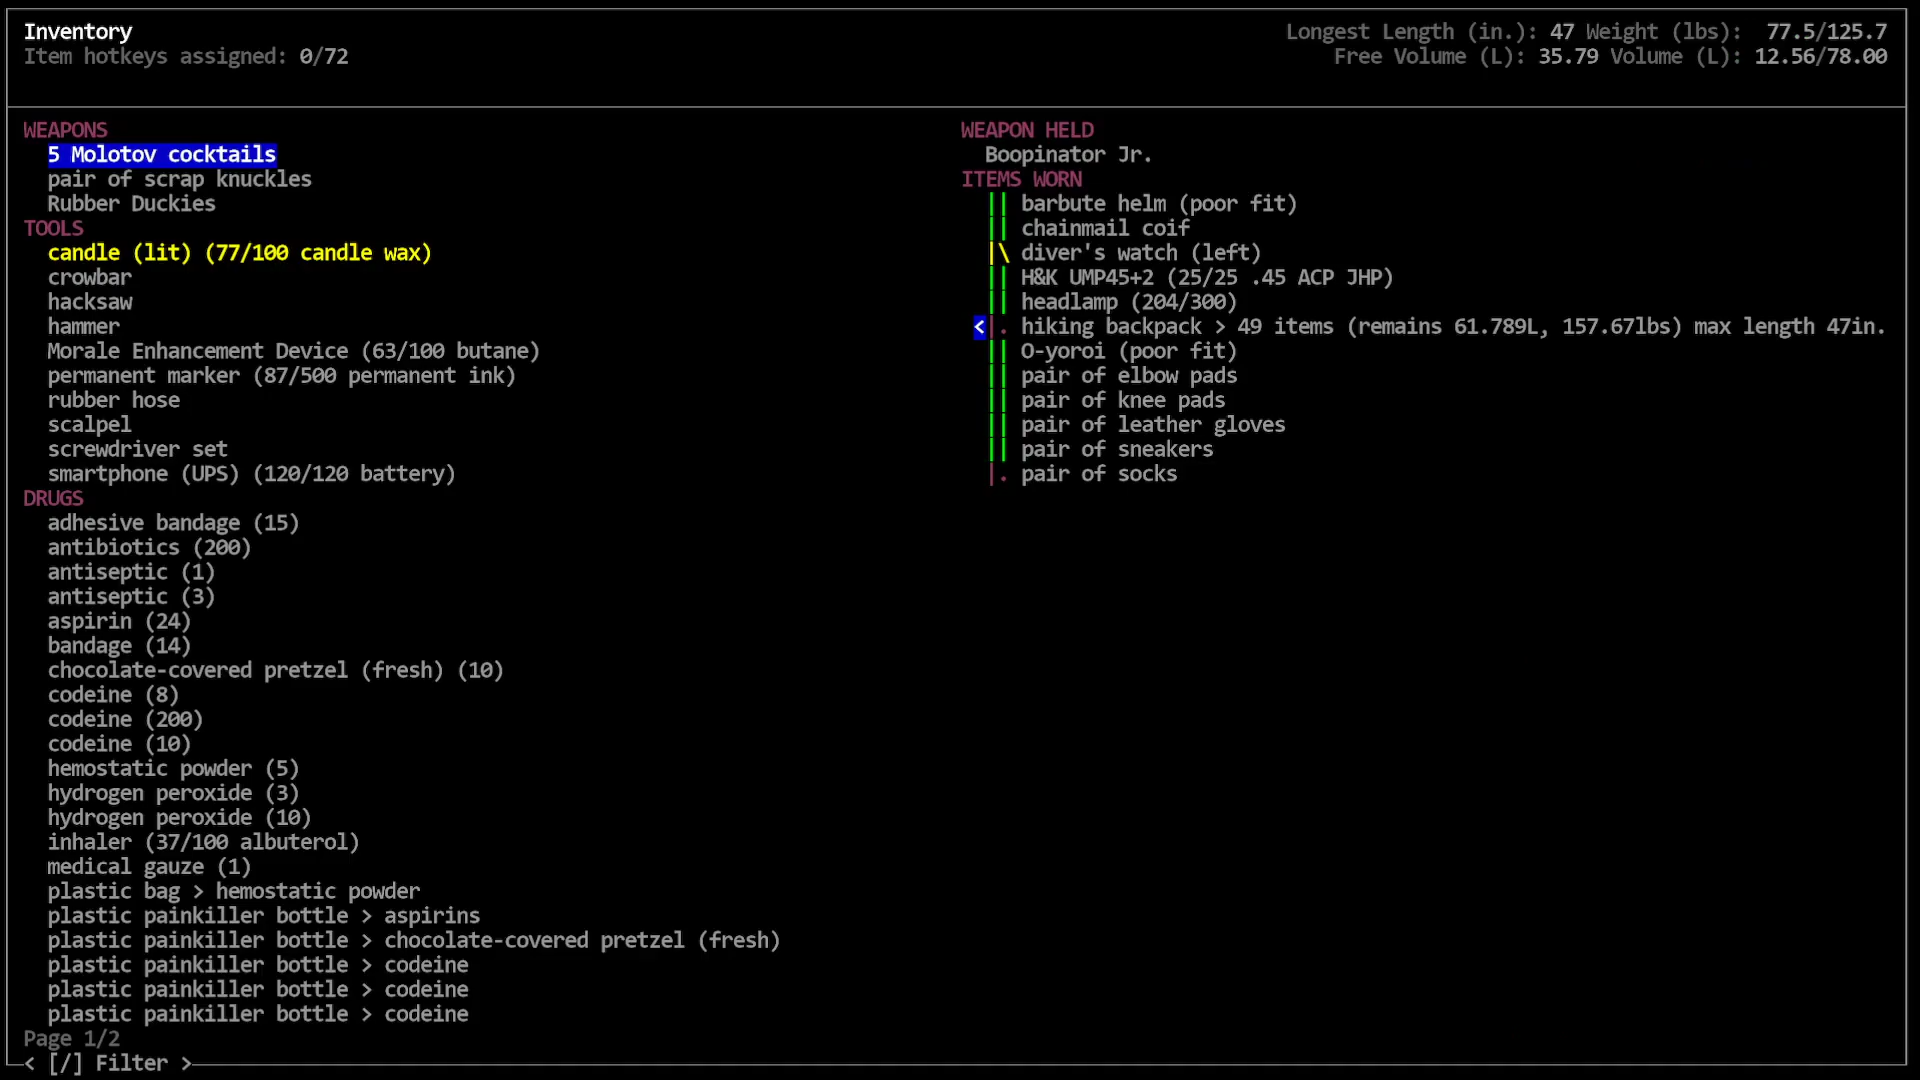 Inventory
Item hotkeys assigned: 0/72
Longest Length (in.): 47 Weight (lbs): 77.5/125.7
Free Volume (L): 35.79 Volume (L): 12.56/78.00
WEAPONS
5 Molotov cocktails
pair of scrap knuckles
Rubber Duckies
TOOLS
candle (lit) (77/100 candle wax)
crowbar
hacksaw
hammer
Morale Enhancement Device (63/100 butane)
permanent marker (87/500 permanent ink)
rubber hose
scalpel
screwdriver set
smartphone (UPS) (120/120 battery)
DRUGS
adhesive bandage (15)
antibiotics (200)
antiseptic (1)
antiseptic (3)
aspirin (24)
bandage (14)
chocolate-covered pretzel (fresh) (10)
codeine (8)
codeine (200)
codeine (10)
hemostatic powder (5)
hydrogen peroxide (3)
hydrogen peroxide (10)
inhaler (37/100 albuterol)
medical gauze (1)
plastic bag > hemostatic powder
plastic painkiller bottle > aspirins
plastic painkiller bottle > chocolate-covered pretzel (fresh)
plastic painkiller bottle > codeine
plastic painkiller bottle > codeine
plastic painkiller bottle > codeine
Page 1/2
< [/] Filter >
WEAPON HELD
Boopinator Jr.
ITEMS WORN
|| barbute helm (poor fit)
|| chainmail coif
|\ diver's watch (left)
|| H&K UMP45+2 (25/25 .45 ACP JHP)
|| headlamp (204/300)
<|. hiking backpack > 49 items (remains 61.789L, 157.67lbs) max length 47in.
|| O-yoroi (poor fit)
|| pair of elbow pads
|| pair of knee pads
|| pair of leather gloves
|| pair of sneakers
|. pair of socks